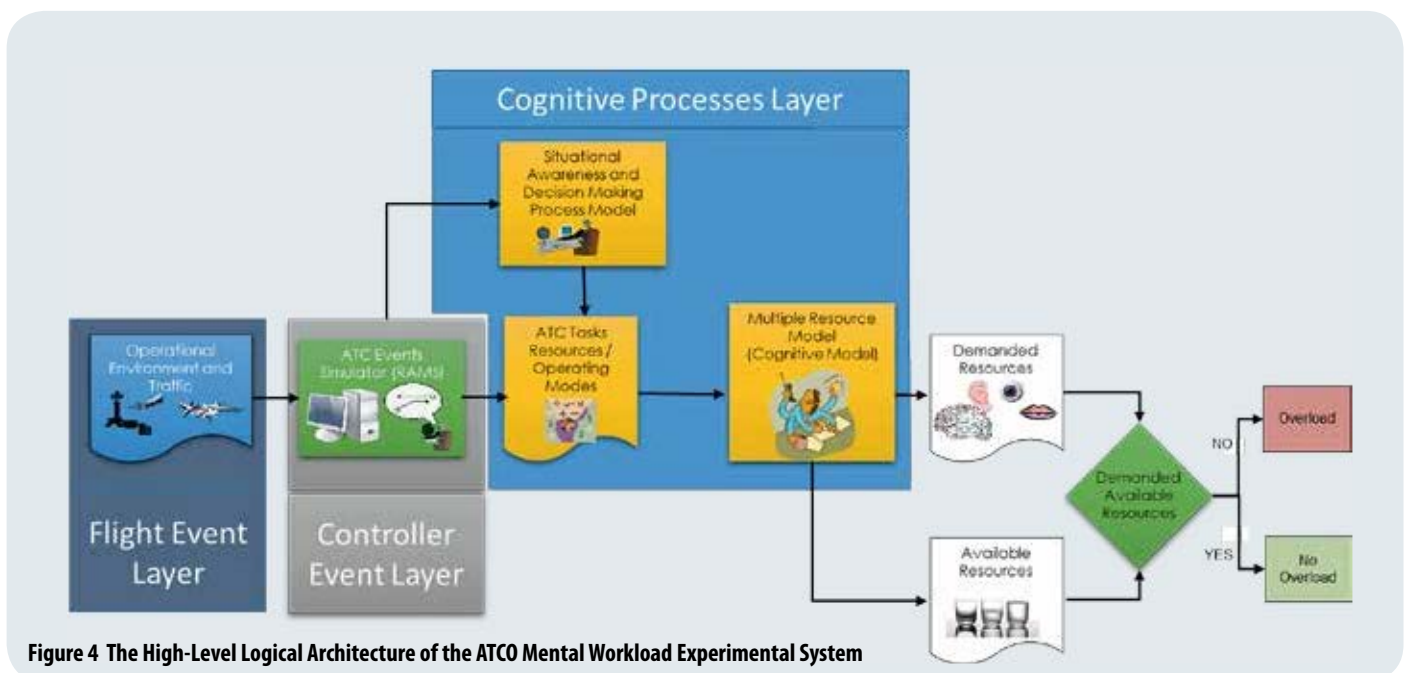 Cognitive Processes Layer
Situational
Awareness and
Decision Making
Process Model
Operational
Environment and
Traffic
ATC Events
Simulator (RAMS)
ATC Tasks
Resources /
Operating
Modes
Multiple Resource
Model
(Cognitive Model)
Demanded
Resources
Flight Event
Layer
Controller
Event Layer
Available
Resources
Demanded
Available
Resources
NO
Overload
YES
No
Overload
Figure 4 The High-Level Logical Architecture of the ATCO Mental Workload Experimental System